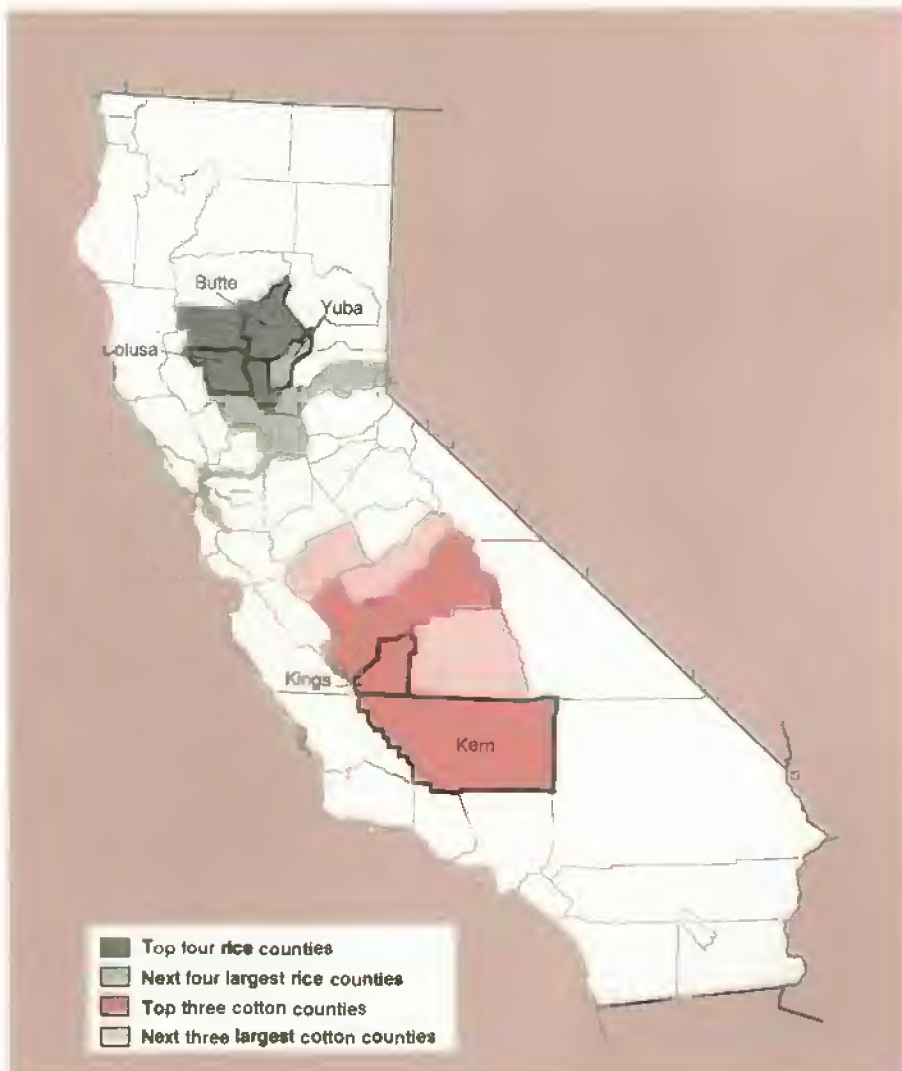 Butte
Yuba
Colusa
Kings
Kern
Top four rice counties
Next four largest rice counties
Top three cotton counties
Next three largest cotton counties